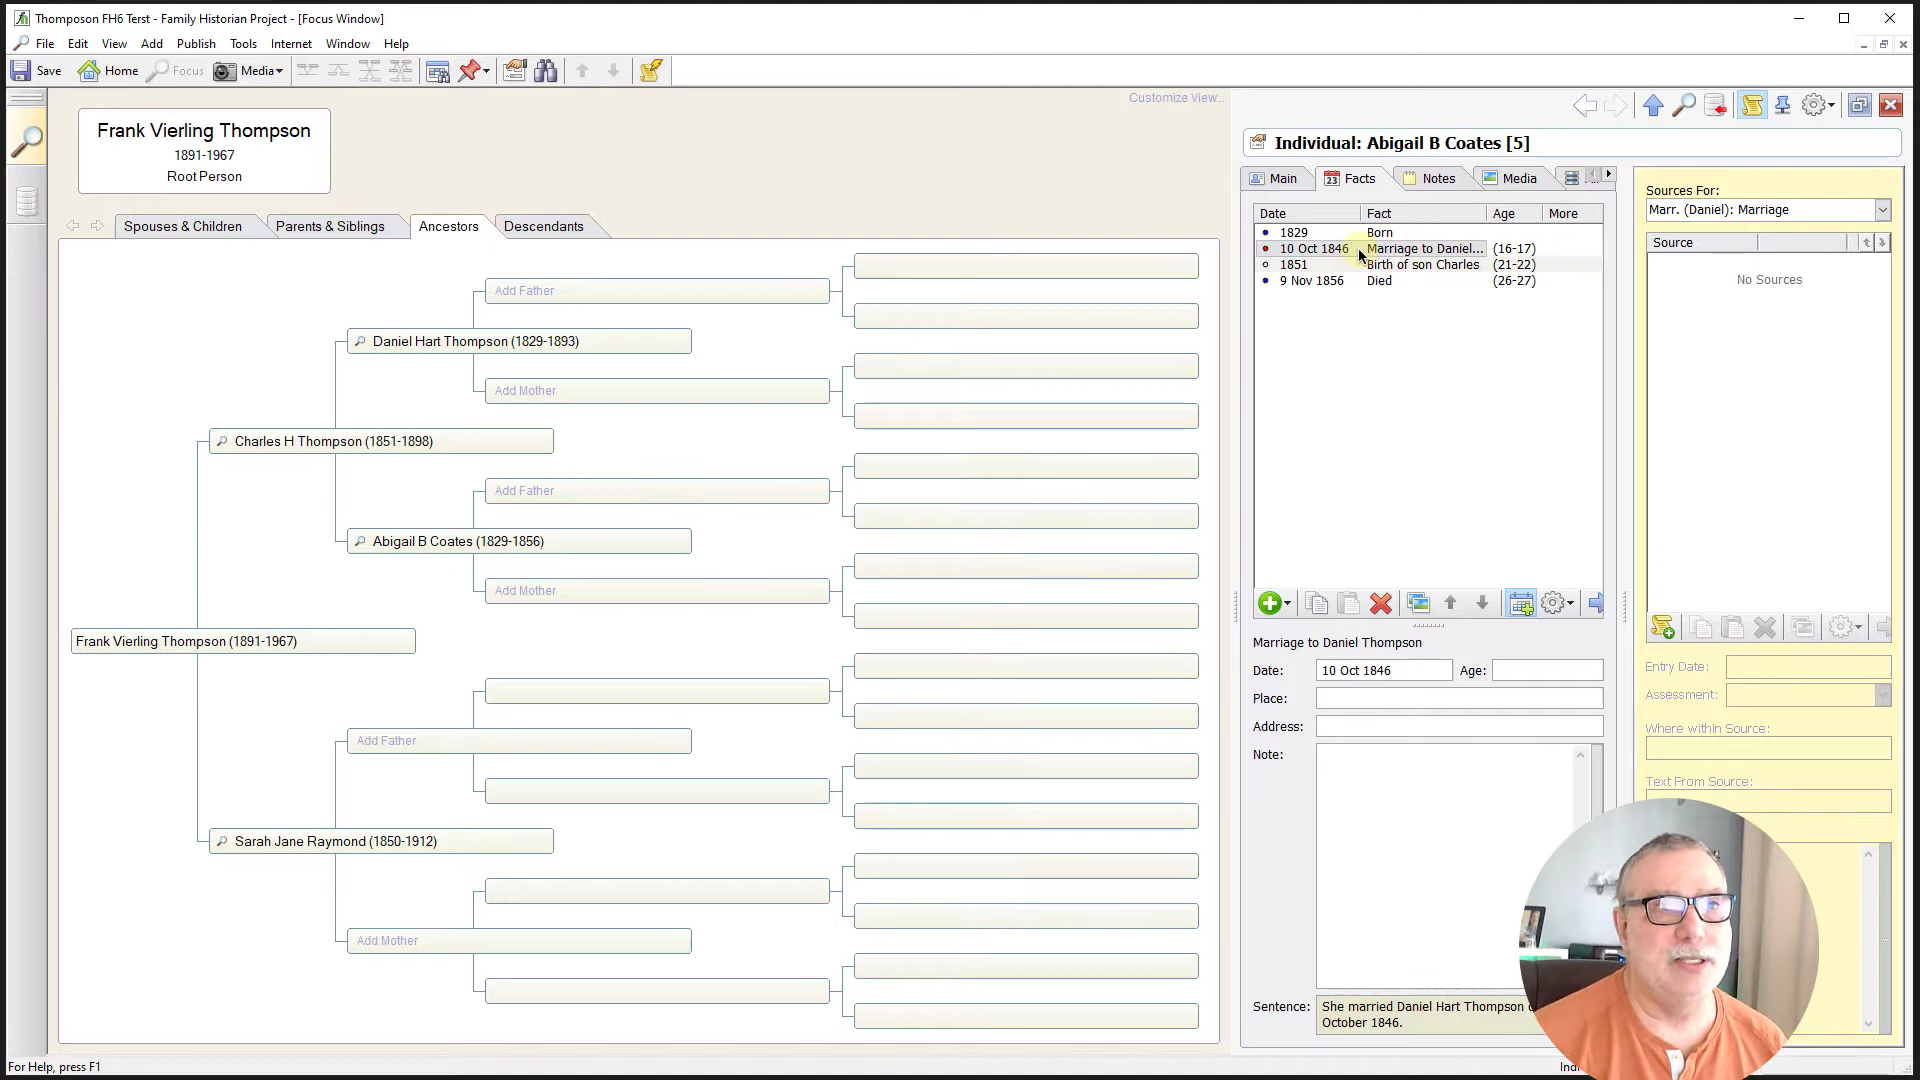 Thomposon FH6 Terst - Family Historian Project - [Focus Window]
File Edit View Add Publish Tools Internet Window Help
Save Home Focus Media
Customize View...
Frank Vierling Thompson
1891-1967
Root Person
Spouses & Children Parents & Siblings Ancestors Descendants
Add Father
Daniel Hart Thompson (1829-1893)
Add Mother
Charles H Thompson (1851-1898)
Add Father
Abigail B Coates (1829-1856)
Add Mother
Frank Vierling Thompson (1891-1967)
Add Father
Sarah Jane Raymond (1850-1912)
Add Mother
Individual: Abigail B Coates [5]
Main Facts Notes Media
Date Fact Age More
1829 Born
10 Oct 1846 Marriage to Daniel... (16-17)
1851 Birth of son Charles (21-22)
9 Nov 1856 Died (26-27)
Marriage to Daniel Thompson
Date: 10 Oct 1846 Age:
Place:
Address:
Note:
Sentence: She married Daniel Hart Thompson
October 1846.
Sources For:
Marr. (Daniel): Marriage
Source
No Sources
Entry Date:
Assessment:
Where within Source:
Text From Source:
For Help, press F1